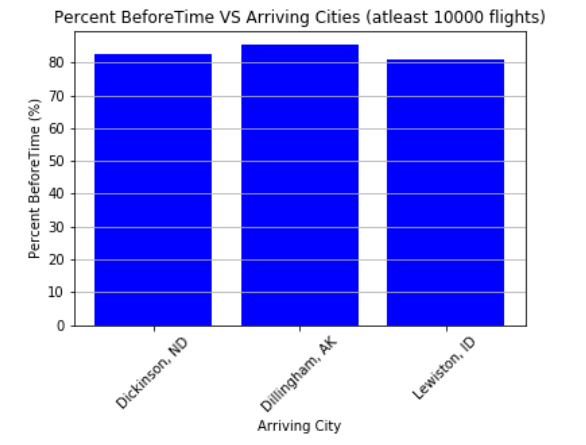 Percent BeforeTime VS Arriving Cities (atleast 10000 flights)
Percent BeforeTime (%)
80
70
60
50
40
30
20
10
0
Dickinson, ND
Dillingham, AK
Lewiston, ID
Arriving City